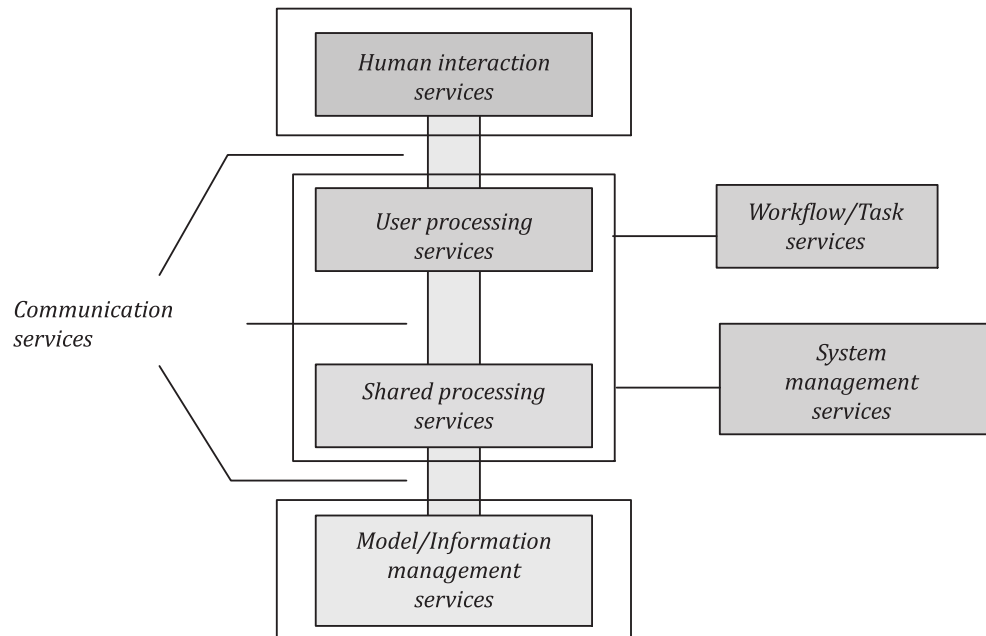 Human interaction
services
User processing
services
Workflow/Task
services
Communication
services
System
management
services
Shared processing
services
Model/Information
management
services